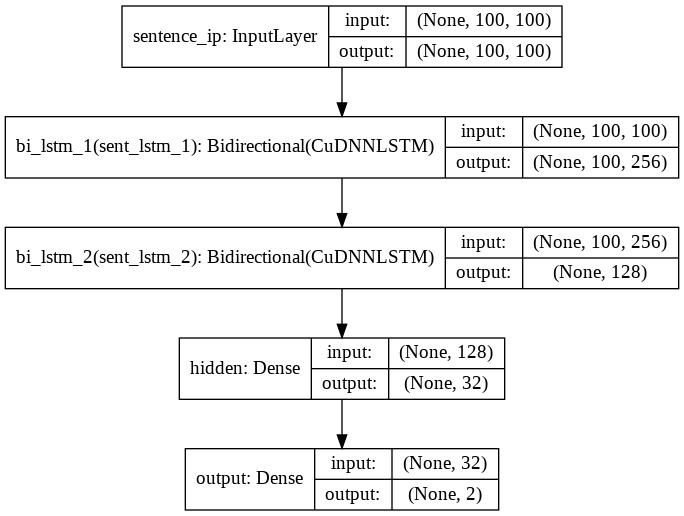 sentence_ip: InputLayer
input: (None, 100, 100)
output: (None, 100, 100)
bi_lstm_1(sent_lstm_1): Bidirectional(CuDNNLSTM)
input: (None, 100, 100)
output: (None, 100, 256)
bi_lstm_2(sent_lstm_2): Bidirectional(CuDNNLSTM)
input: (None, 100, 256)
output: (None, 128)
hidden: Dense
input: (None, 128)
output: (None, 32)
output: Dense
input: (None, 32)
output: (None, 2)